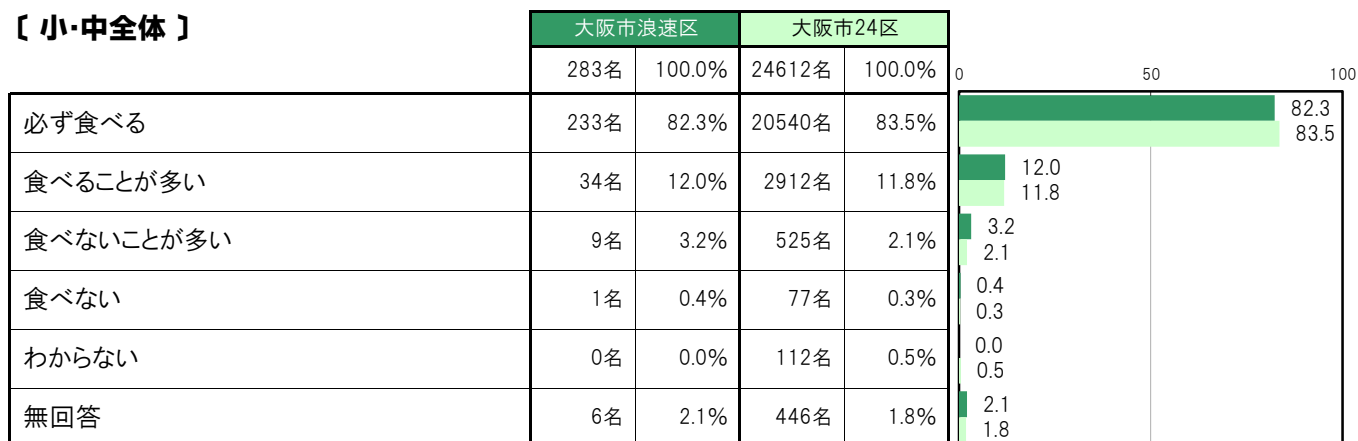 〔 小・中全体 〕
大阪市浪速区 大阪市24区
283名 100.0% 24612名 100.0%
0 50 100
必ず食べる 233名 82.3% 20540名 83.5%
82.3
83.5
食べることが多い 34名 12.0% 2912名 11.8%
12.0
11.8
食べないことが多い 9名 3.2% 525名 2.1%
3.2
2.1
食べない 1名 0.4% 77名 0.3%
0.4
0.3
わからない 0名 0.0% 112名 0.5%
0.0
0.5
無回答 6名 2.1% 446名 1.8%
2.1
1.8